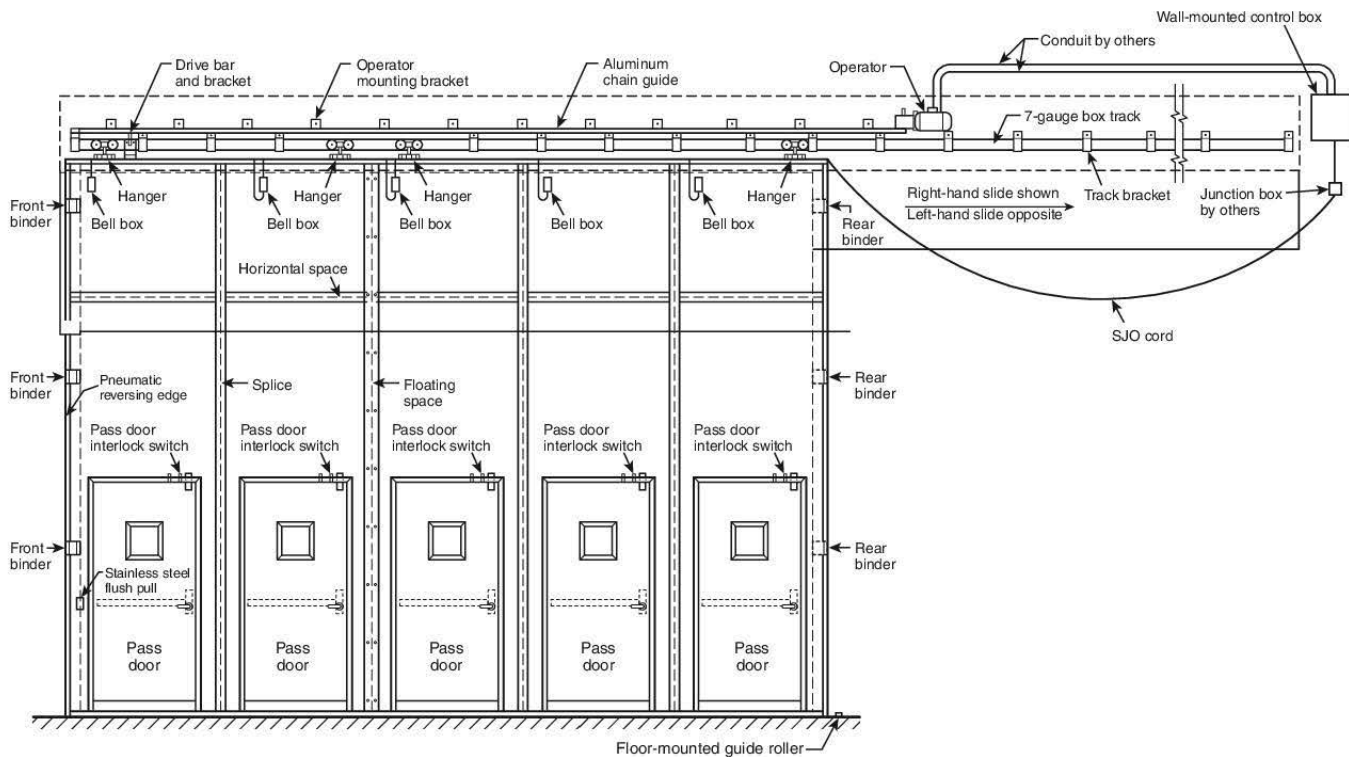 Wall-mounted control box
Conduit by others
Drive bar
and bracket
Operator
mounting bracket
Aluminum
chain guide
Operator
7-gauge box track
Hanger
Hanger
Hanger
Hanger
Right-hand slide shown
Left-hand slide opposite
Track bracket
Junction box
by others
Front
binder
Bell box
Bell box
Bell box
Bell box
Bell box
Rear
binder
Horizontal space
SJO cord
Front
binder
Pneumatic
reversing edge
Splice
Floating
space
Rear
binder
Pass door
interlock switch
Pass door
interlock switch
Pass door
interlock switch
Pass door
interlock switch
Pass door
interlock switch
Front
binder
Rear
binder
Stainless steel
flush pull
Pass
door
Pass
door
Pass
door
Pass
door
Pass
door
Floor-mounted guide roller